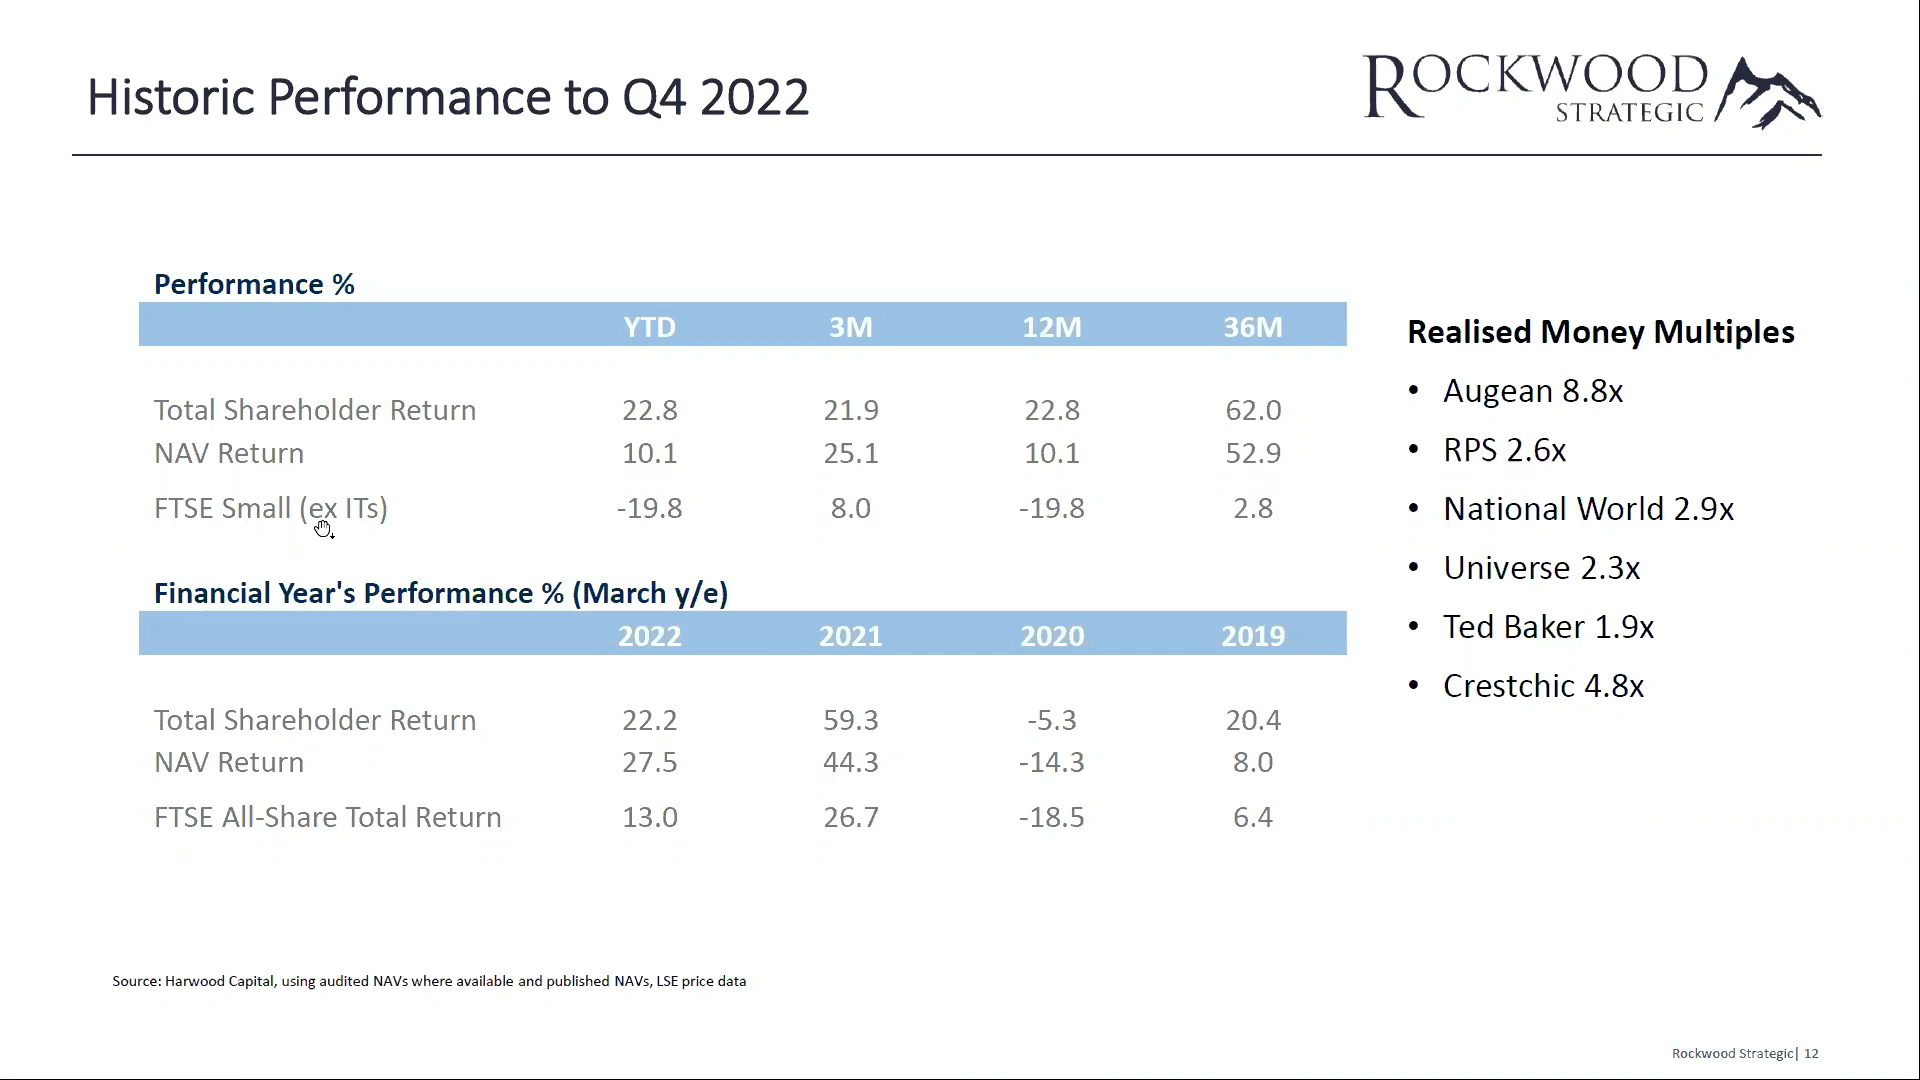 Historic Performance to Q4 2022
ROCKWOOD
STRATEGIC
Performance %
YTD 3M 12M 36M
Total Shareholder Return 22.8 21.9 22.8 62.0
NAV Return 10.1 25.1 10.1 52.9
FTSE Small (ex ITs) -19.8 8.0 -19.8 2.8
Financial Year's Performance % (March y/e)
2022 2021 2020 2019
Total Shareholder Return 22.2 59.3 -5.3 20.4
NAV Return 27.5 44.3 -14.3 8.0
FTSE All-Share Total Return 13.0 26.7 -18.5 6.4
Realised Money Multiples
• Augean 8.8x
• RPS 2.6x
• National World 2.9x
• Universe 2.3x
• Ted Baker 1.9x
• Crestchic 4.8x
Source: Harwood Capital, using audited NAVs where available and published NAVs, LSE price data
Rockwood Strategic| 12